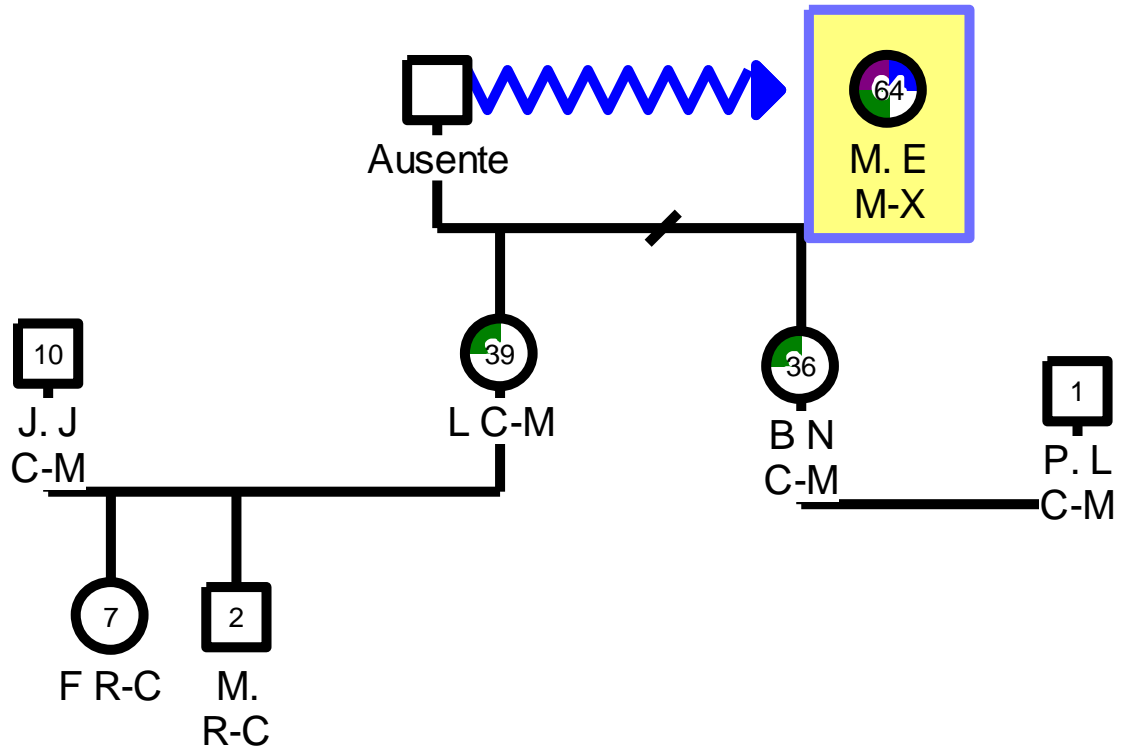 64
Ausente
M. E
M-X
10
39
36
1
J. J
C-M
L C-M
B N
C-M
P. L
C-M
7
2
F R-C
M.
R-C